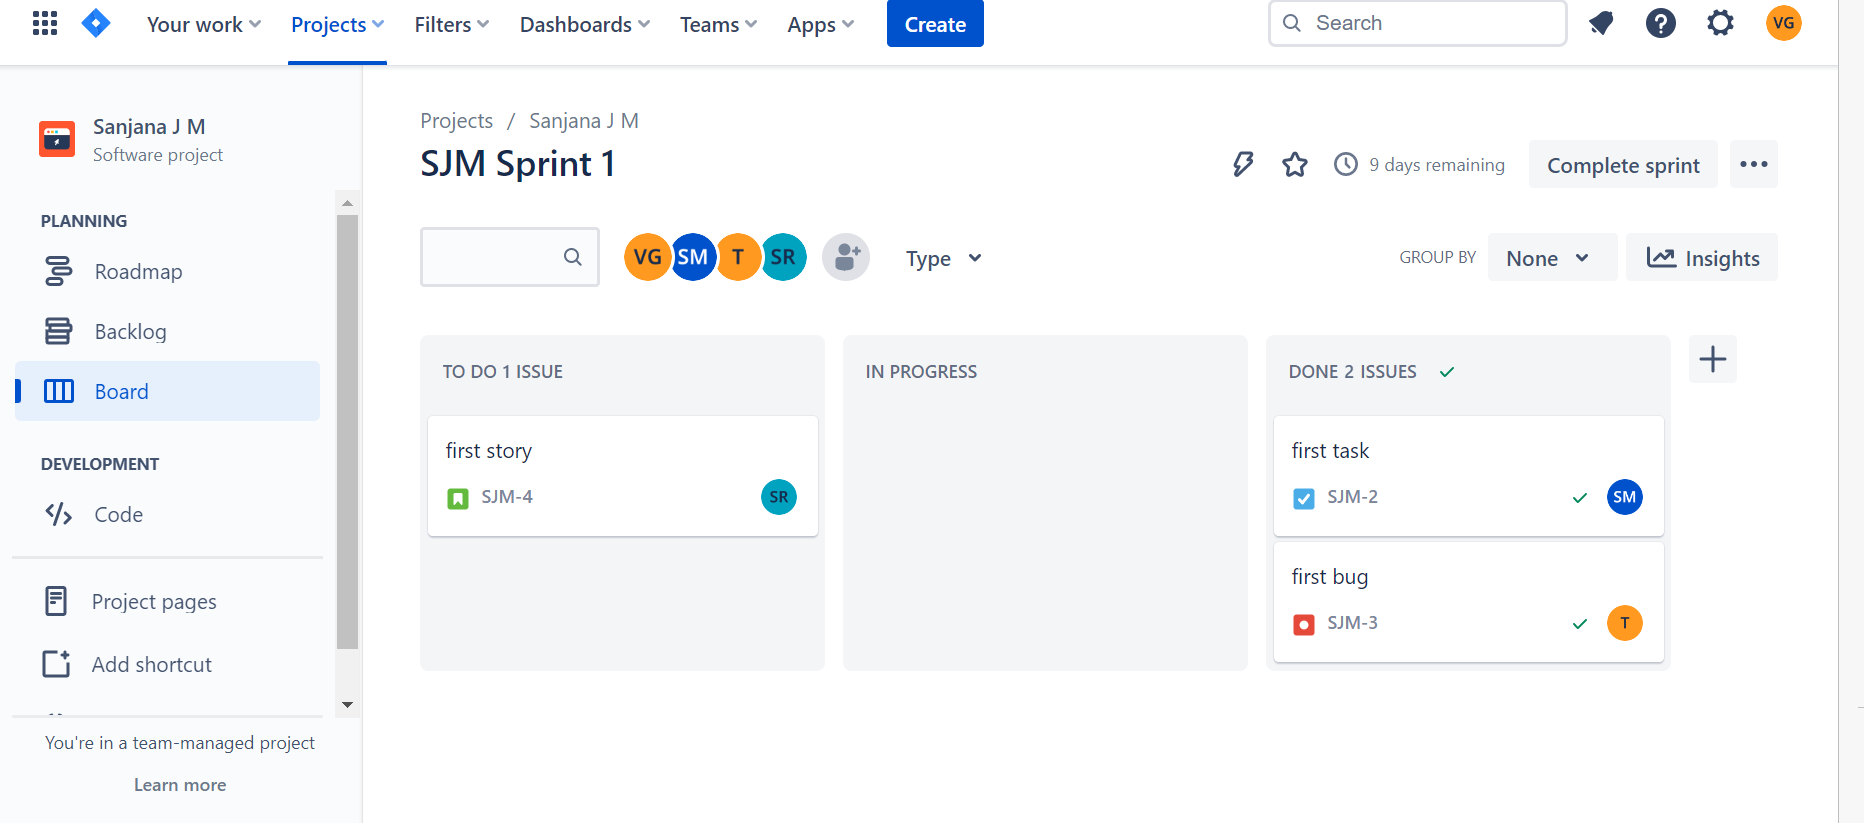 Your work Projects Filters Dashboards Teams Apps Create Search VG
Sanjana J M
Software project
PLANNING
Roadmap
Backlog
Board
DEVELOPMENT
Code
Project pages
Add shortcut
You're in a team-managed project
Learn more
Projects / Sanjana J M
SJM Sprint 1
9 days remaining Complete sprint
VG SM T SR Type GROUP BY None Insights
TO DO 1 ISSUE
first story
SJM-4 SR
IN PROGRESS
DONE 2 ISSUES
first task
SJM-2 SM
first bug
SJM-3 T